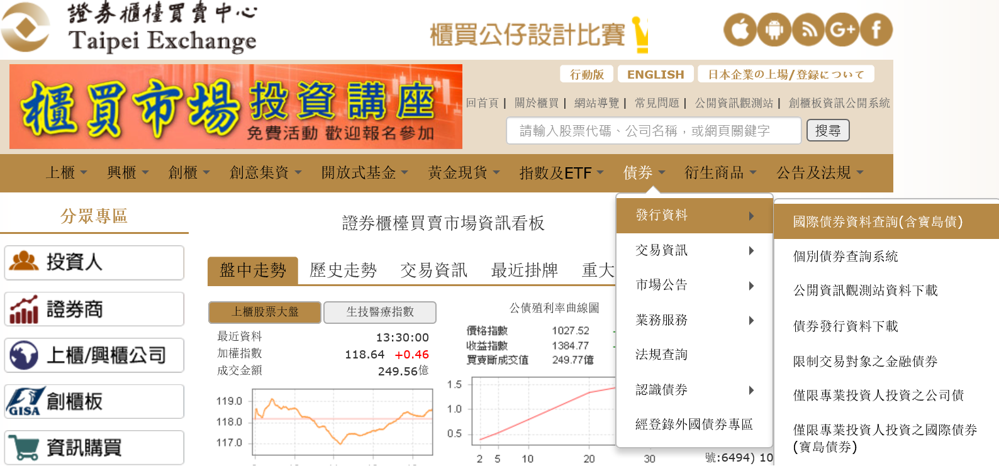 證券櫃檯買賣中心
Taipei Exchange
櫃買公仔設計比賽
G+
f
櫃買市場投資講座
免費活動 歡迎報名參加
行動版 ENGLISH 日本企業の上場/登録について
回首頁 | 關於櫃買 | 網站導覽 | 常見問題 | 公開資訊觀測站 | 創櫃板資訊公開系統
請輸入股票代碼、公司名稱，或網頁關鍵字 搜尋
上櫃 興櫃 創櫃 創意集資 開放式基金 黃金現貨 指數及ETF 債券 衍生商品 公告及法規
分眾專區
投資人
證券商
上櫃/興櫃公司
GISA 創櫃板
資訊購買
證券櫃檯買賣市場資訊看板
盤中走勢 歷史走勢 交易資訊 最近掛牌 重大
上櫃股票大盤 生技醫療指數
最近資料 13:30:00
加權指數 118.64 +0.46
成交金額 249.56億
119.0
118.0
117.0
公債殖利率曲線圖
價格指數 1027.52
收益指數 1384.77
買賣斷成交值 249.77億
1.5
1.0
0.5
2 5 10 20 30
發行資料
交易資訊
市場公告
業務服務
法規查詢
認識債券
經登錄外國債券專區
國際債券資料查詢(含寶島債)
個別債券查詢系統
公開資訊觀測站資料下載
債券發行資料下載
限制交易對象之金融債券
僅限專業投資人投資之公司債
僅限專業投資人投資之國際債券
(寶島債券)
號:6494) 10